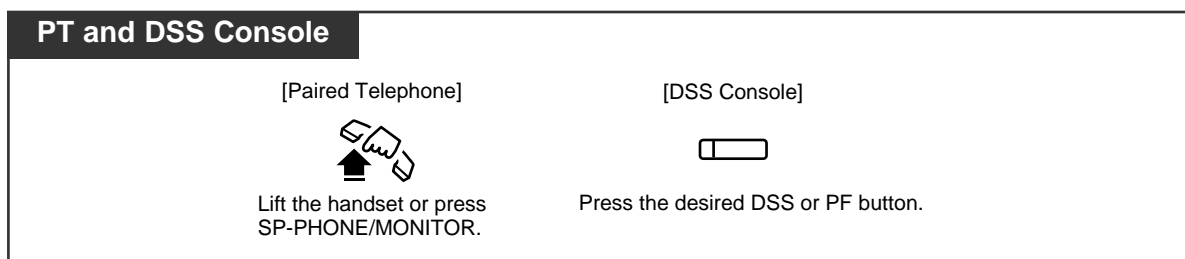 PT and DSS Console
[Paired Telephone]
[DSS Console]
Lift the handset or press
SP-PHONE/MONITOR.
Press the desired DSS or PF button.